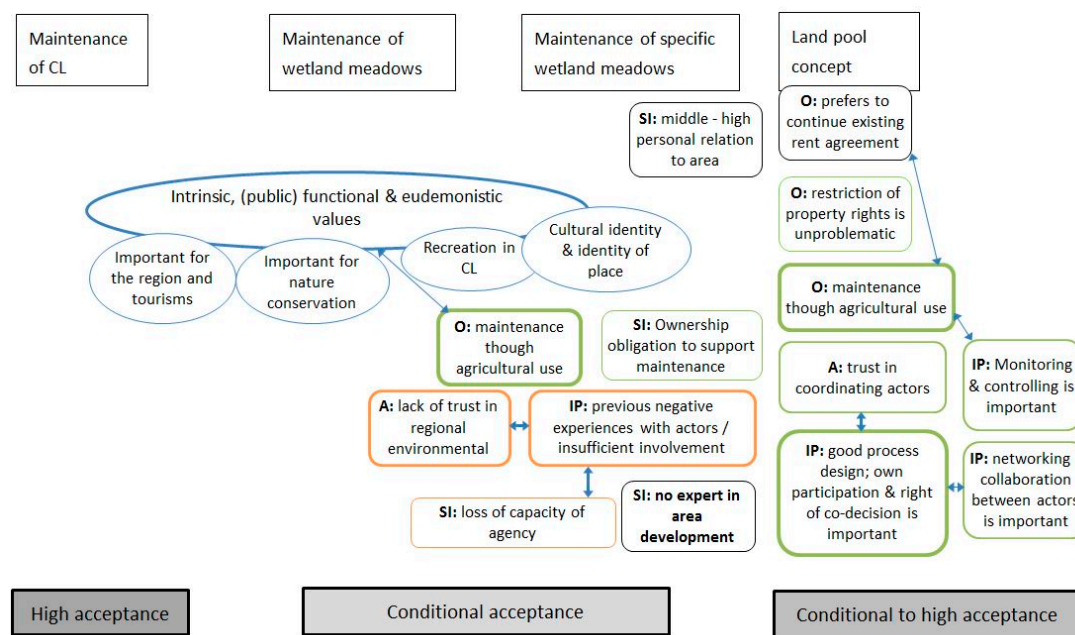 Maintenance
of CL
Maintenance of
wetland meadows
Maintenance of specific
wetland meadows
Land pool
concept
SI: middle - high
personal relation
to area
O: prefers to
continue existing
rent agreement
Intrinsic, (public) functional & eudemonistic
values
Important for
the region and
tourisms
Important for
nature
conservation
Recreation in
CL
Cultural identity
& identity of
place
O: restriction of
property rights is
unproblematic
O: maintenance
though
agricultural use
SI: Ownership
obligation to support
maintenance
O: maintenance
though agricultural use
A: trust in
coordinating actors
IP: Monitoring
& controlling is
important
A: lack of trust in
regional
environmental
IP: previous negative
experiences with actors /
insufficient involvement
SI: loss of capacity of
agency
SI: no expert in
area
development
IP: good process
design; own
participation & right
of co-decision is
important
IP: networking &
collaboration
between actors
is important
High acceptance
Conditional acceptance
Conditional to high acceptance